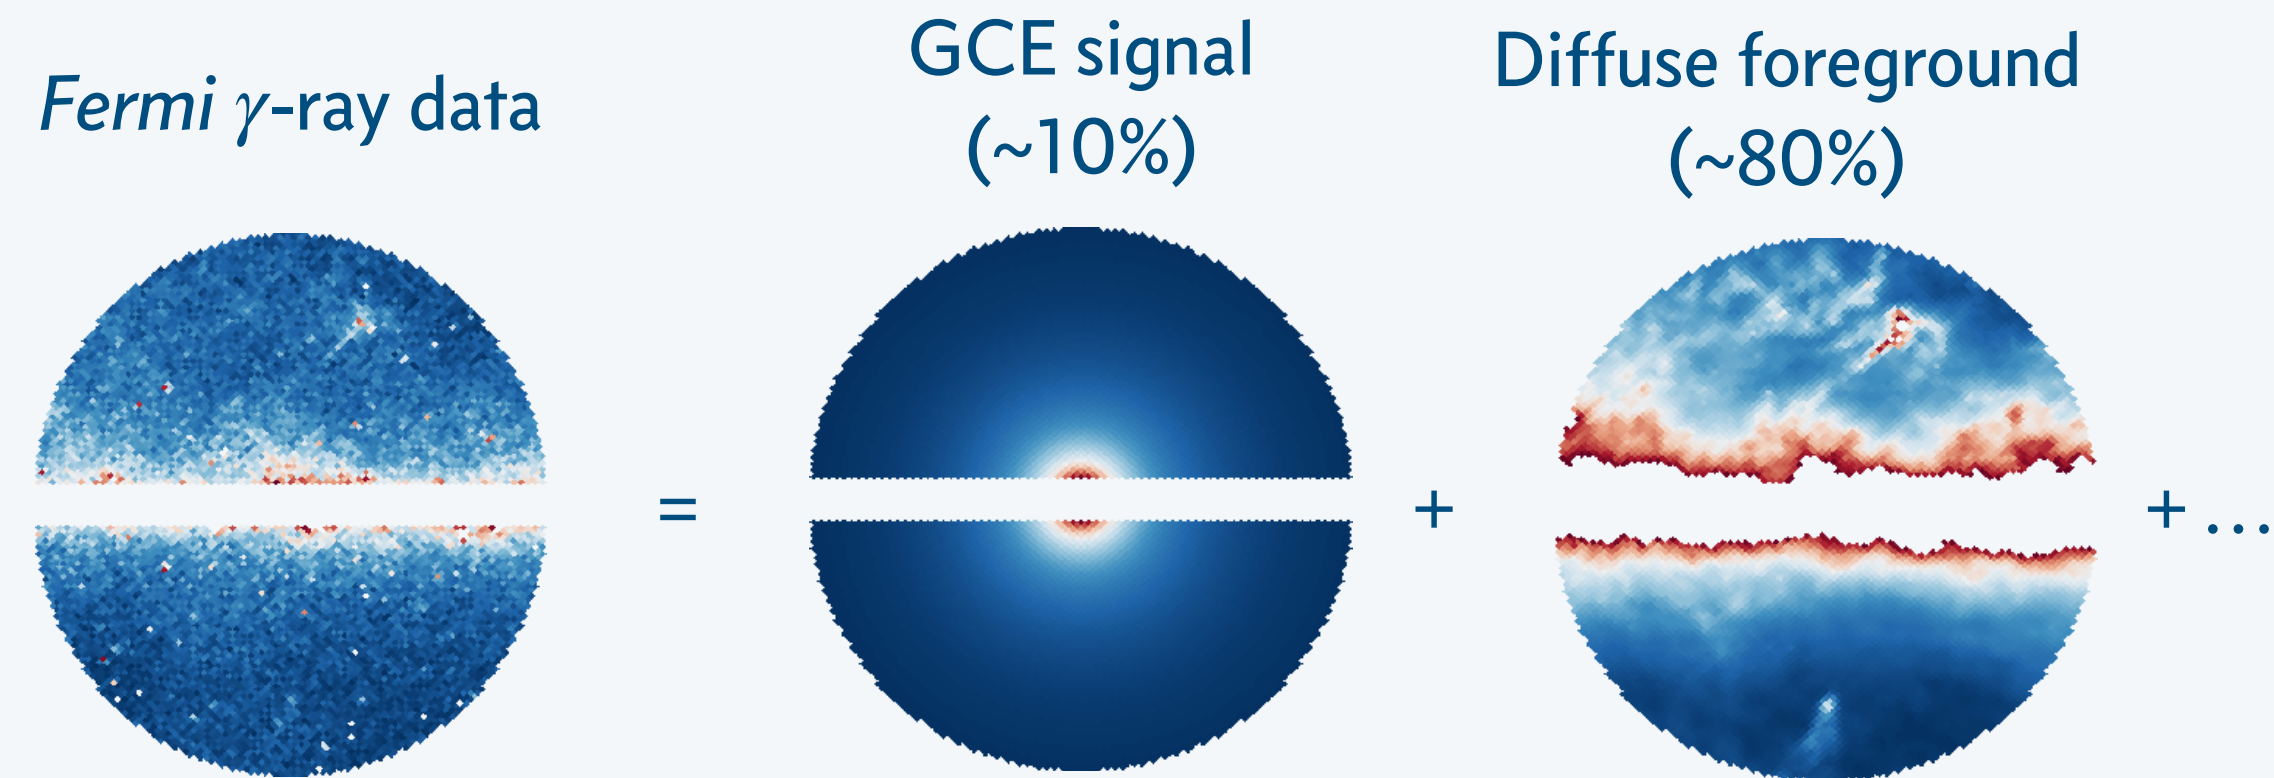 Fermi γ-ray data
GCE signal
(~10%)
Diffuse foreground
(~80%)
=
+
+ ...